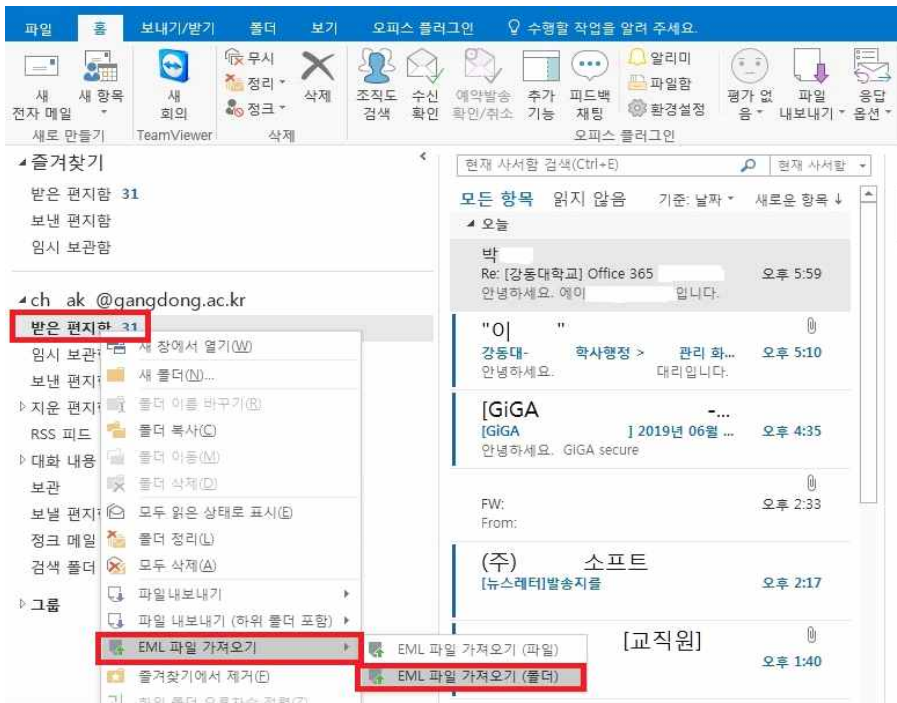 파일 홈 보내기/받기 폴더 보기 오피스 플러그인 수행할 작업을 알려 주세요.
새 전자 메일
새 항목
새로 만들기
새 회의
TeamViewer
무시
정리
정크
삭제
삭제
조직도 검색
수신 확인
예약발송 확인/취소
추가 기능
피드백 채팅
알리미
파일함
환경설정
오피스 플러그인
평가 없음
파일 내보내기
응답 옵션
즐겨찾기
받은 편지함 31
보낸 편지함
임시 보관함
ch ak @gangdong.ac.kr
받은 편지함 31
임시 보관
보낸 편지
지운 편지
RSS 피드
대화 내용
보관
보낼 편지
정크 메일
검색 폴더
그룹
새 창에서 열기(W)
새 폴더(N)...
폴더 이름 바꾸기(R)
폴더 복사(C)
폴더 이동(M)
폴더 삭제(D)
모두 읽은 상태로 표시(E)
폴더 정리(L)
모두 삭제(A)
파일내보내기
파일 내보내기 (하위 폴더 포함)
EML 파일 가져오기
즐겨찾기에서 제거(F)
EML 파일 가져오기 (파일)
EML 파일 가져오기 (폴더)
현재 사서함 검색(Ctrl+E) 현재 사서함
모든 항목 읽지 않음 기준: 날짜 새로운 항목 ↓
오늘
박
Re: [강동대학교] Office 365 오후 5:59
안녕하세요. 에이 입니다.
"이 "
강동대- 학사행정 > 관리 화... 오후 5:10
안녕하세요. 대리입니다.
[GiGA -...
[GiGA ] 2019년 06월 ... 오후 4:35
안녕하세요. GiGA secure
FW: 오후 2:33
From:
(주) 소프트
[뉴스레터]발송지를 오후 2:17
[교직원]
오후 1:40